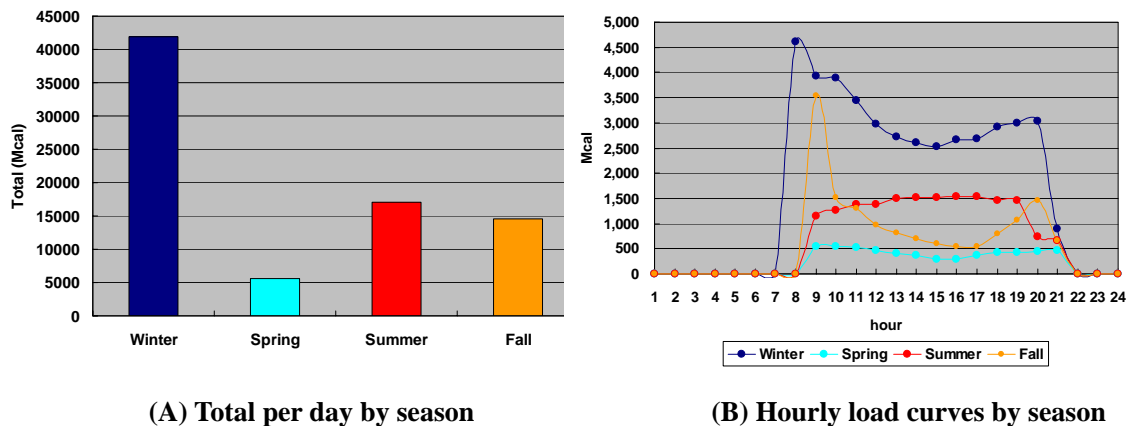 45000
40000
35000
30000
25000
20000
15000
10000
5000
0
Total (Mcal)
Winter Spring Summer Fall
(A) Total per day by season
5,000
4,500
4,000
3,500
3,000
2,500
2,000
1,500
1,000
500
0
Mcal
1 2 3 4 5 6 7 8 9 10 11 12 13 14 15 16 17 18 19 20 21 22 23 24
hour
Winter Spring Summer Fall
(B) Hourly load curves by season